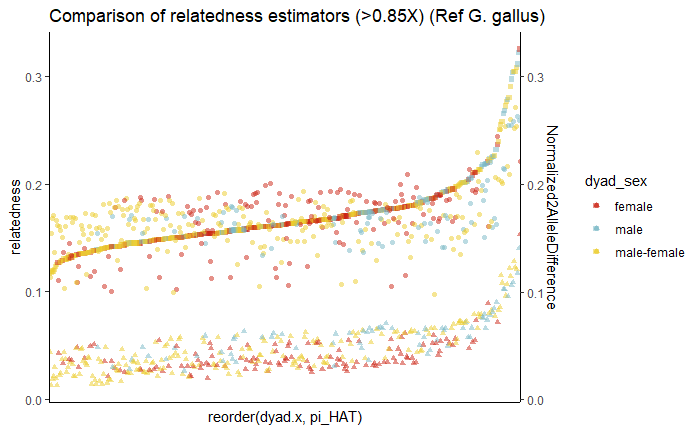 Comparison of relatedness estimators (>0.85X) (Ref G. gallus)
0.3
0.2
0.1
0.0
relatedness
0.3
0.2
0.1
0.0
Normalized2AlleleDifference
reorder(dyad.x, pi_HAT)
dyad_sex
female
male
male-female